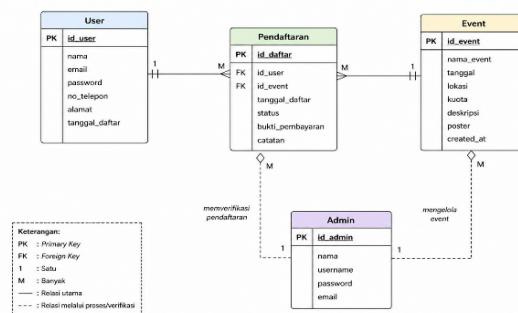 User
PK id_user
nama
email
password
no_telepon
alamat
tanggal_daftar
1
M
Pendaftaran
PK id_daftar
FK id_user
FK id_event
tanggal_daftar
status
bukti_pembayaran
catatan
M
1
Event
PK id_event
nama_event
tanggal
lokasi
kuota
deskripsi
poster
created_at
M
M
memverifikasi
pendaftaran
mengelola
event
1
1
Admin
PK id_admin
nama
username
password
email
Keterangan:
PK : Primary Key
FK : Foreign Key
1 : Satu
M : Banyak
: Relasi utama
: Relasi melalui proses/verifikasi